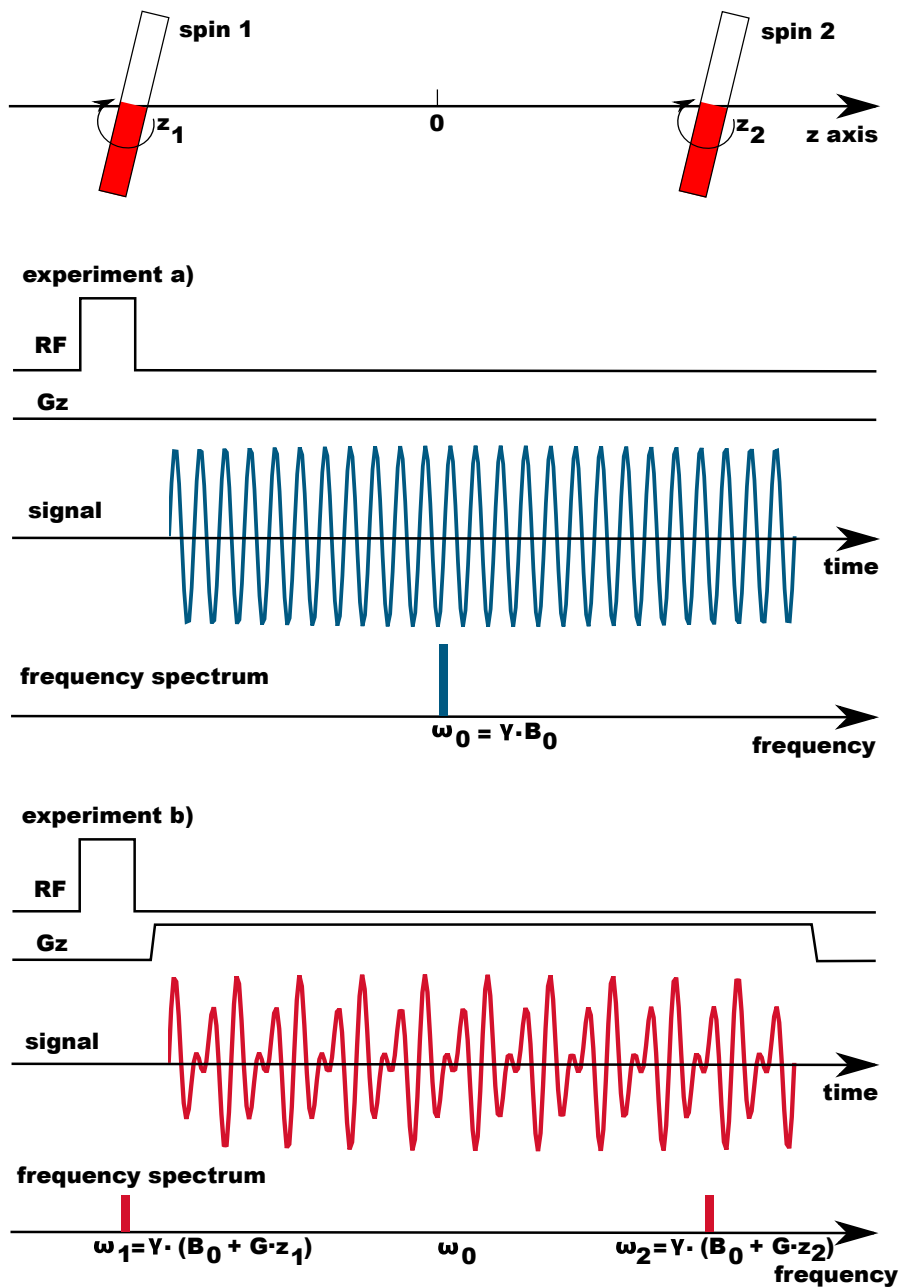 spin 1
spin 2
z₁
0
z₂
z axis
experiment a)
RF
Gz
signal
time
frequency spectrum
ω₀ = γ·B₀
frequency
experiment b)
RF
Gz
signal
time
frequency spectrum
ω₁=γ· (B₀ + G·z₁)
ω₀
ω₂=γ· (B₀ + G·z₂)
frequency